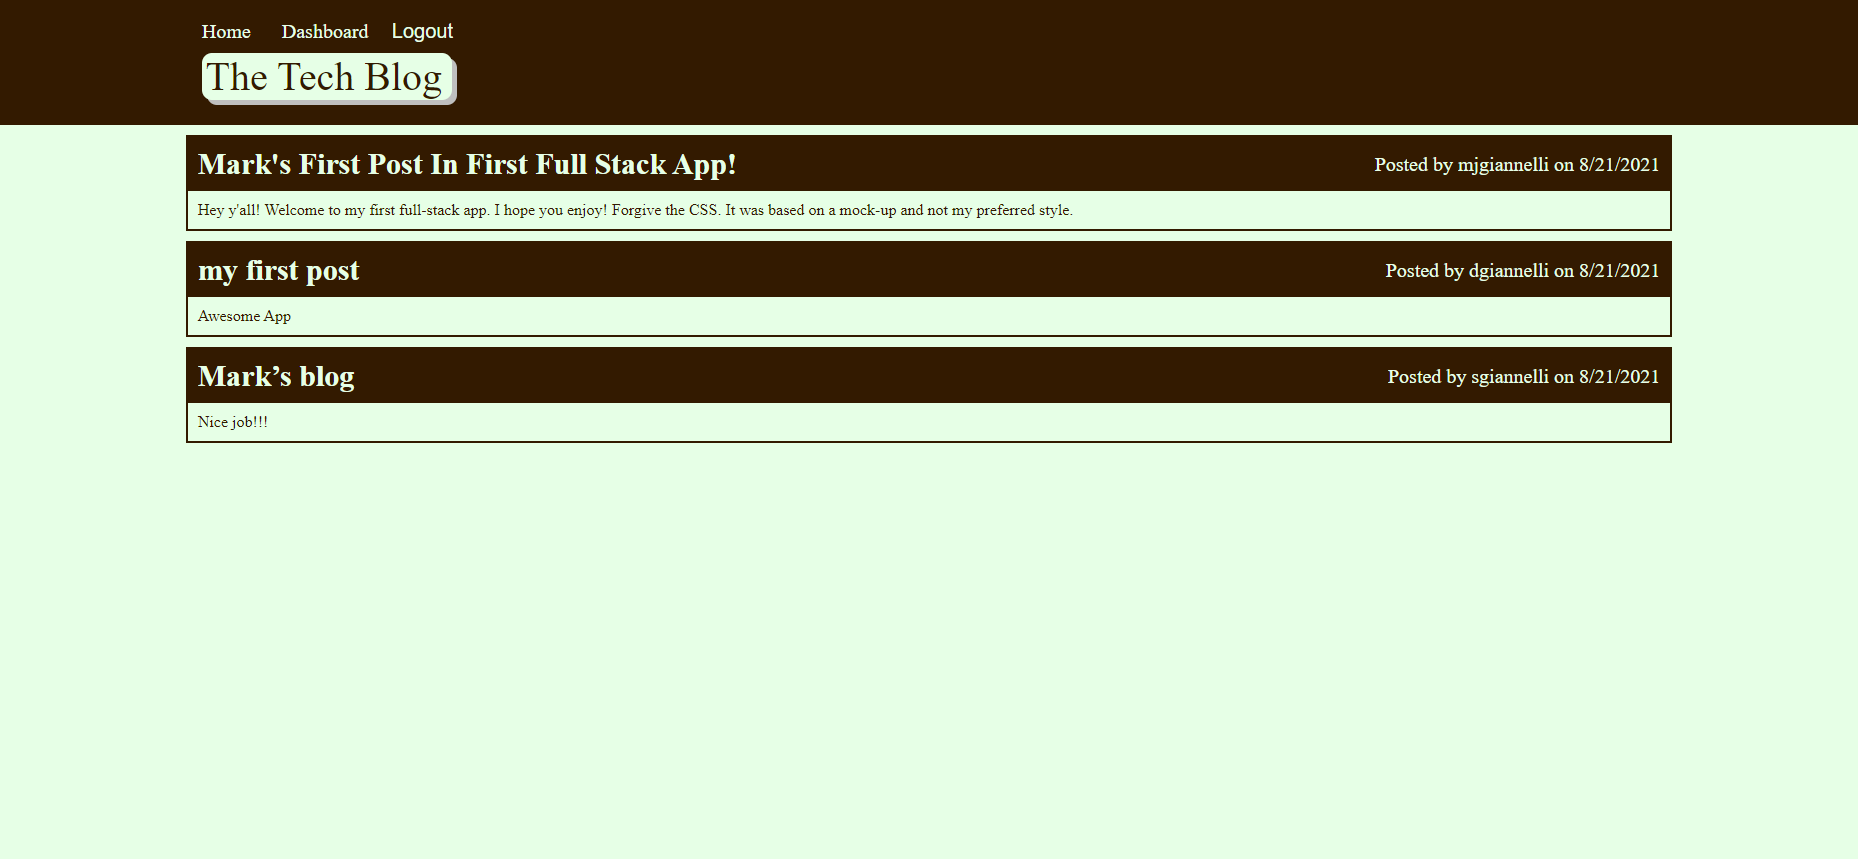 Home Dashboard Logout
The Tech Blog
Mark's First Post In First Full Stack App! Posted by mjgiannelli on 8/21/2021
Hey y'all! Welcome to my first full-stack app. I hope you enjoy! Forgive the CSS. It was based on a mock-up and not my preferred style.
my first post Posted by dgiannelli on 8/21/2021
Awesome App
Mark’s blog Posted by sgiannelli on 8/21/2021
Nice job!!!